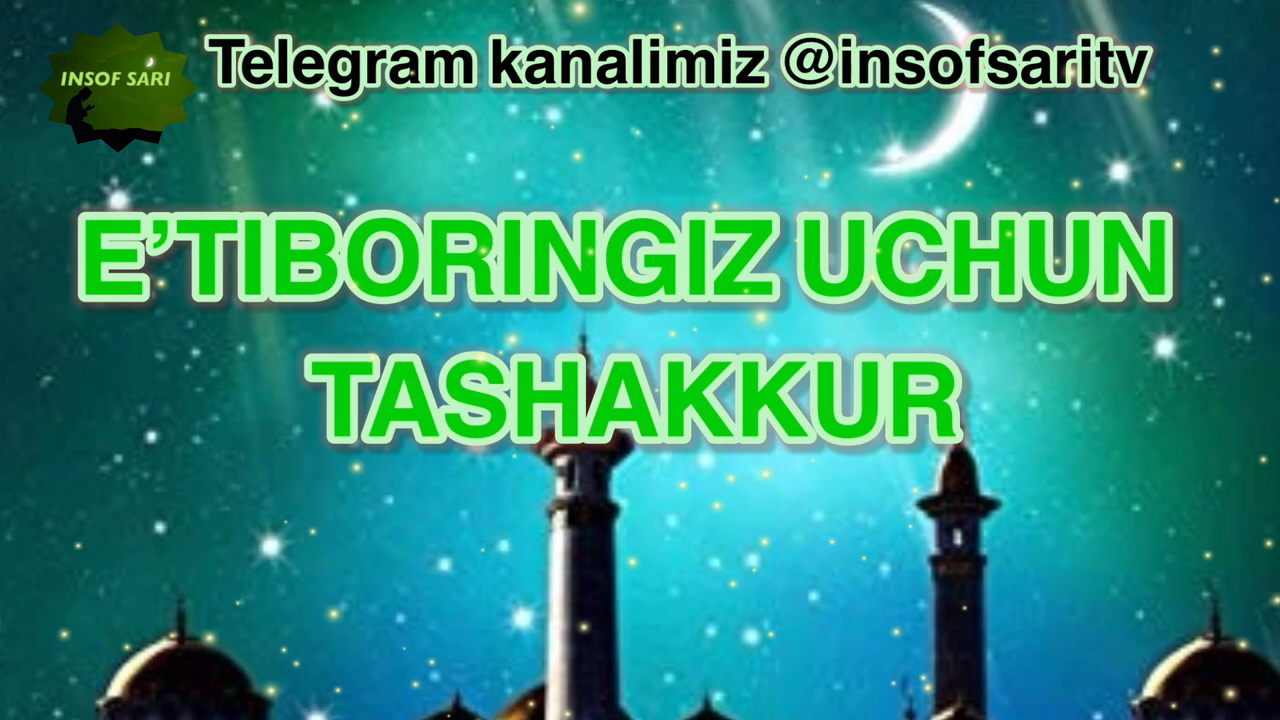 INSOF SARI
Telegram kanalimiz @insofsaritv
E’TIBORINGIZ UCHUN
TASHAKKUR